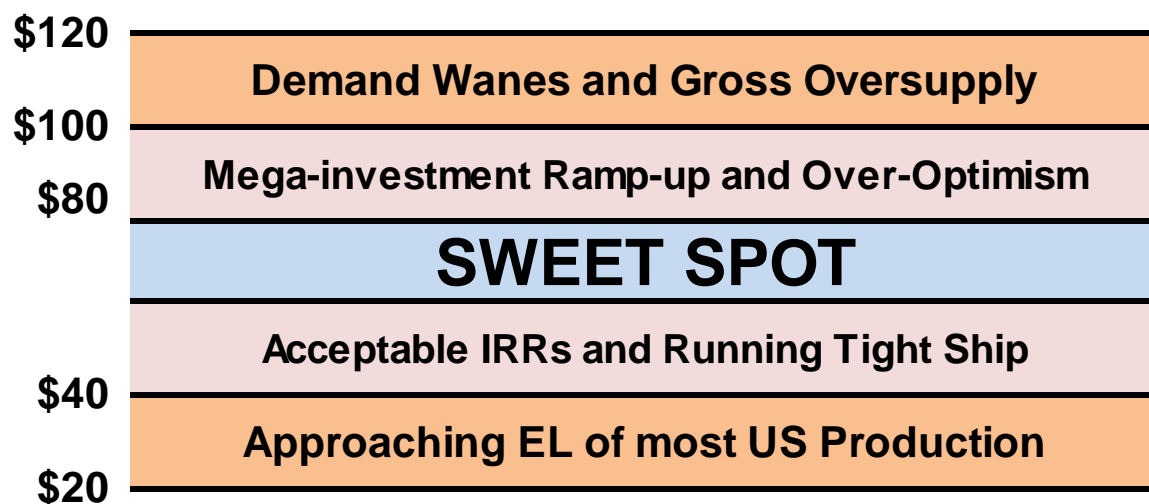 $120
Demand Wanes and Gross Oversupply
$100
Mega-investment Ramp-up and Over-Optimism
$80
SWEET SPOT
Acceptable IRRs and Running Tight Ship
$40
Approaching EL of most US Production
$20